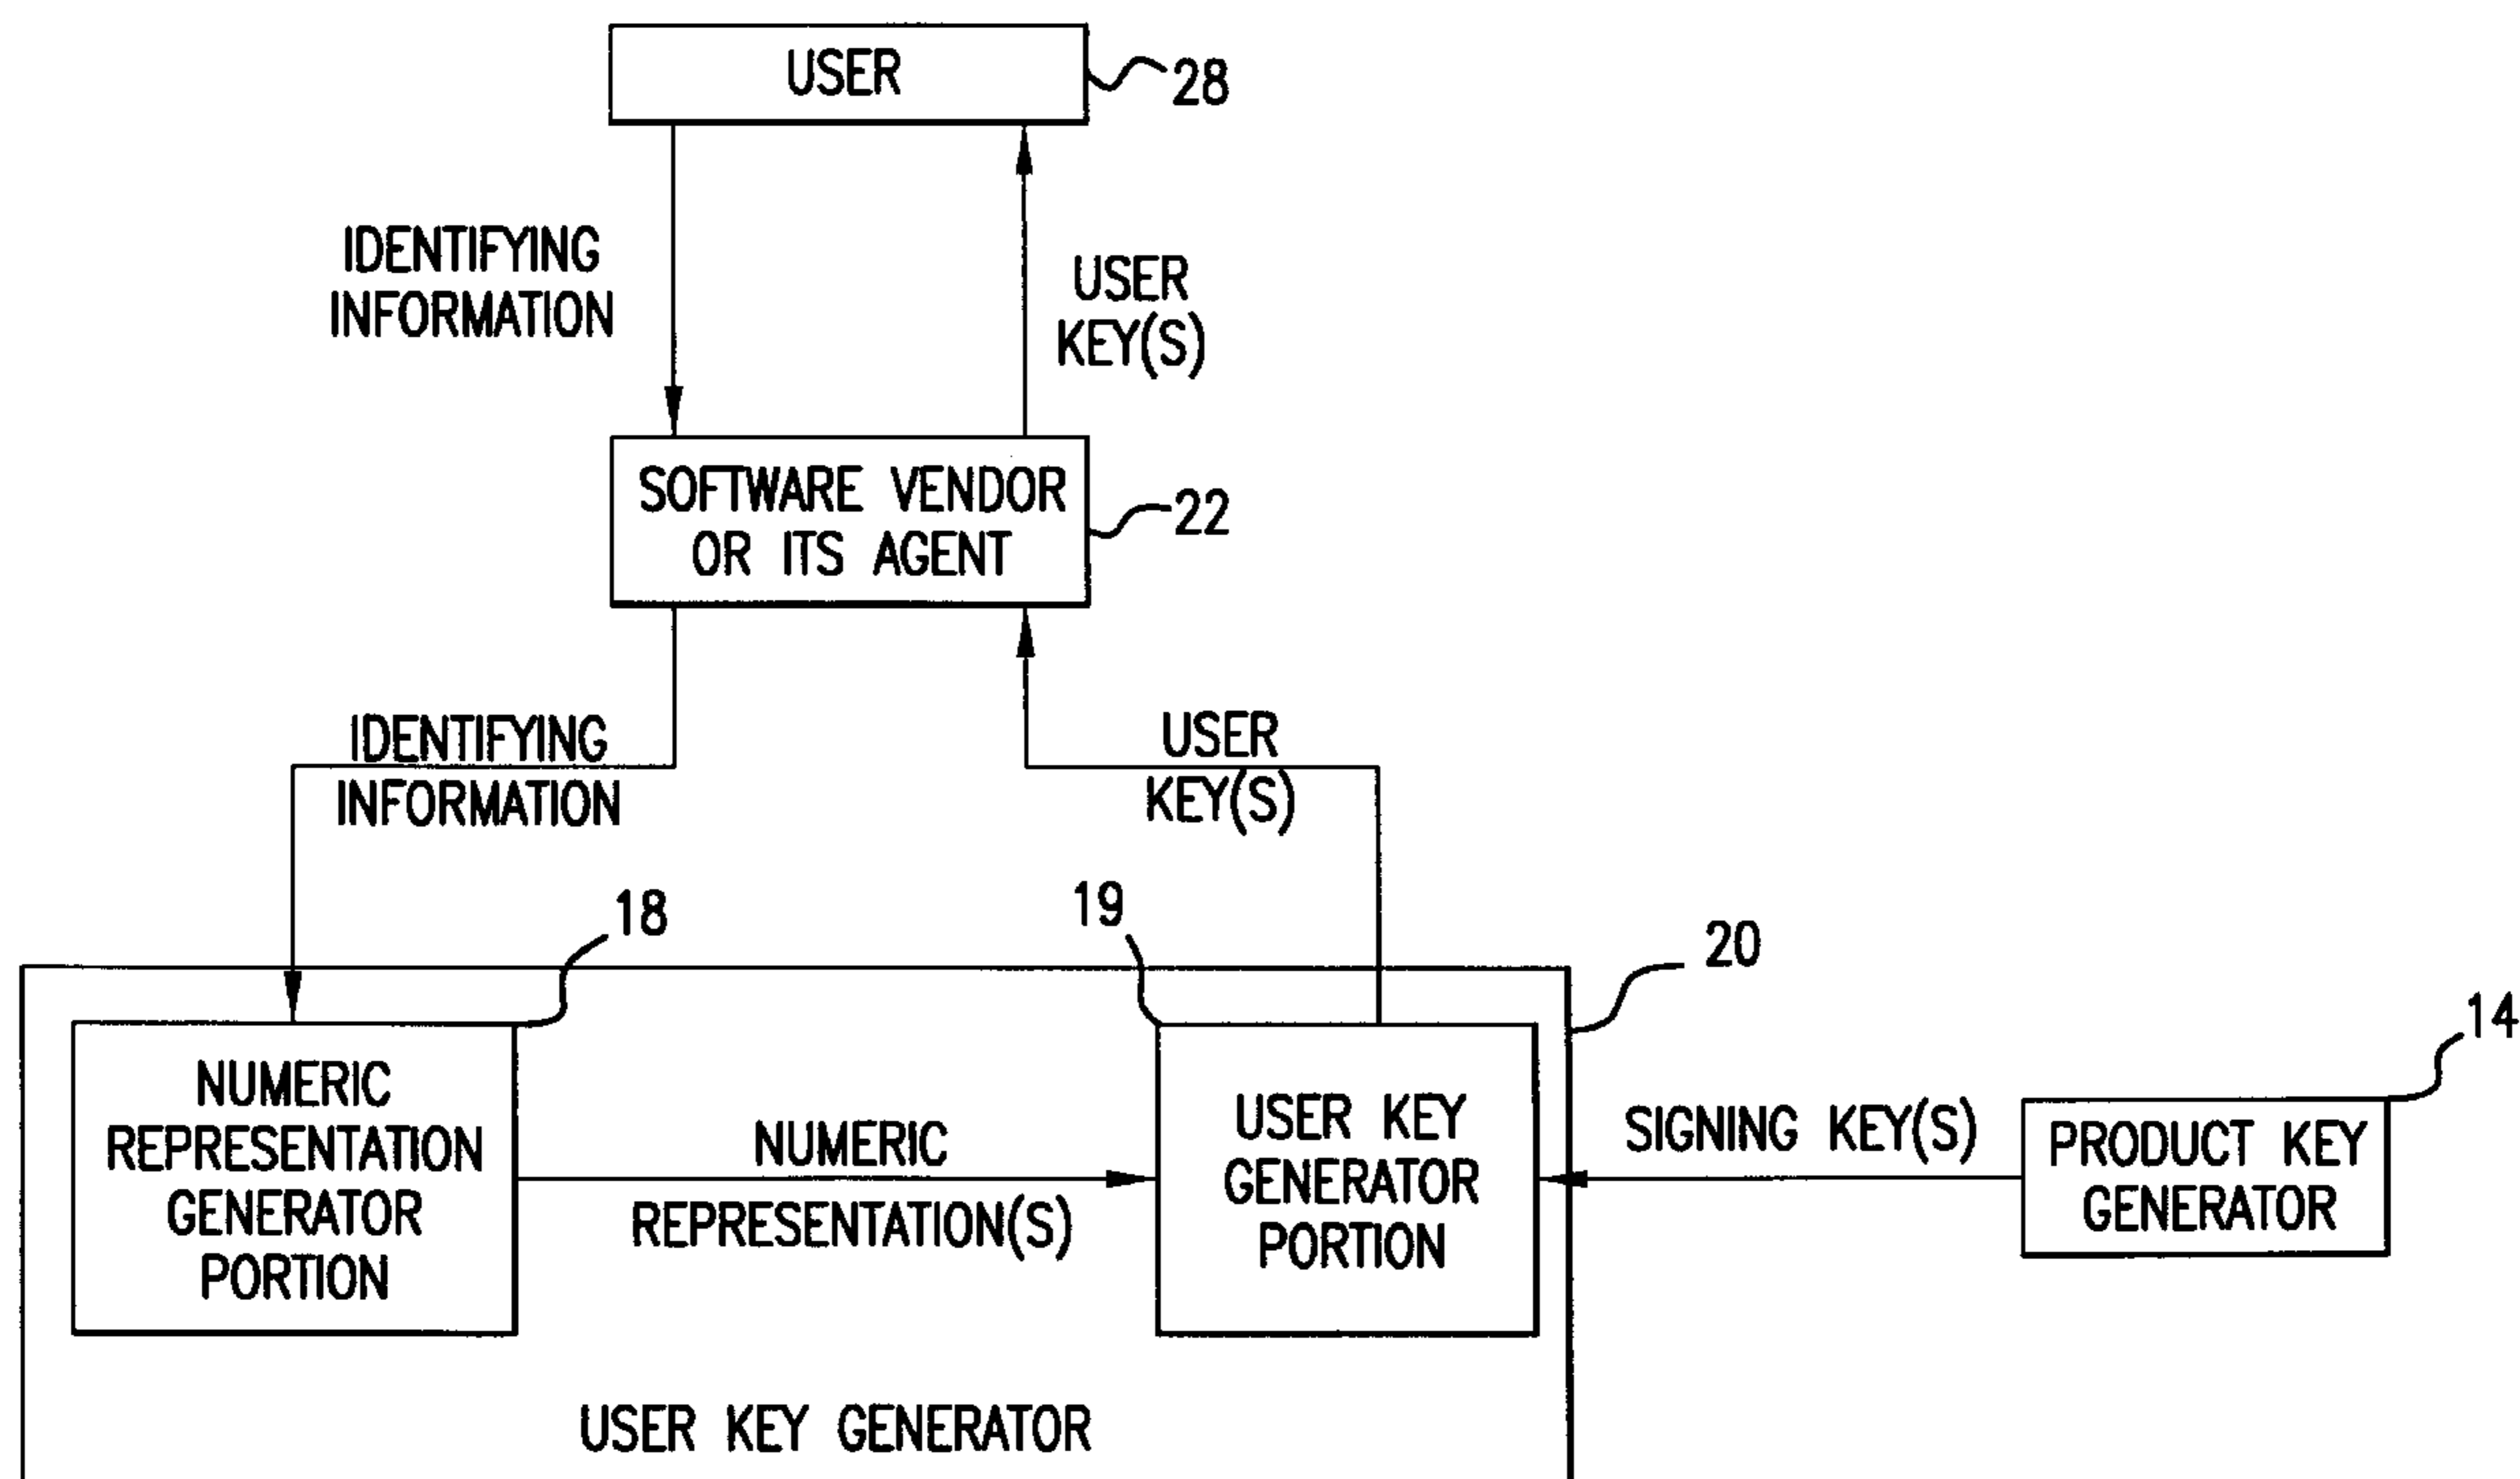 USER
28
IDENTIFYING
INFORMATION
USER
KEY(S)
SOFTWARE VENDOR
OR ITS AGENT
22
IDENTIFYING
INFORMATION
USER
KEY(S)
18
19
20
14
NUMERIC
REPRESENTATION
GENERATOR
PORTION
NUMERIC
REPRESENTATION(S)
USER KEY
GENERATOR
PORTION
SIGNING KEY(S)
PRODUCT KEY
GENERATOR
USER KEY GENERATOR